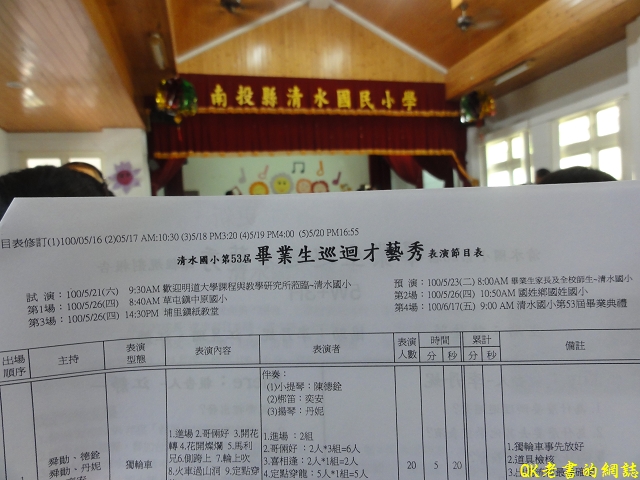 南投縣清水國民小學
目表修訂(1)100/05/16 (2)05/17 AM:10:30 (3)5/18 PM3:20 (4)5/19 PM4:00 (5)5/20 PM16:55
清水國小第53屆 畢業生巡迴才藝秀 表演節目表
試 演：100/5/21(六) 9:30AM 歡迎明道大學課程與教學研究所蒞臨~清水國小
預 演：100/5/23(二) 8:00AM 畢業生家長及全校師生~清水國小
第1場：100/5/26(四) 8:40AM 草屯鎮中原國小
第2場：100/5/26(四) 10:50AM 國姓鄉國姓國小
第3場：100/5/26(四) 14:30PM 埔里鎮紙教堂
第4場：100/6/17(五) 9:00AM 清水國小第53屆畢業典禮
出場順序 主持 表演型態 表演內容 表演者 表演人數 時間 分 秒 累計 分 秒 備註
伴奏：
(1)小提琴：陳德銓
(2)梆笛：奕安
(3)揚琴：丹妮
1.進場 2.哥倆好 3.開花
轉 4.花開燦爛 5.馬利
兄6.側跨上 7.輪上吹
8.火車過山洞 9.定點穿
1.進場：2組
2.哥倆好：2人*3組=6人
3.喜相逢：2人*1組=2人
4.定點穿龍：5人*1組=5人
舜勛、德銓
舜勛、丹妮
獨輪車
20 5 20
1.獨輪車事先放好
2.道具檢核
QK老書的網誌